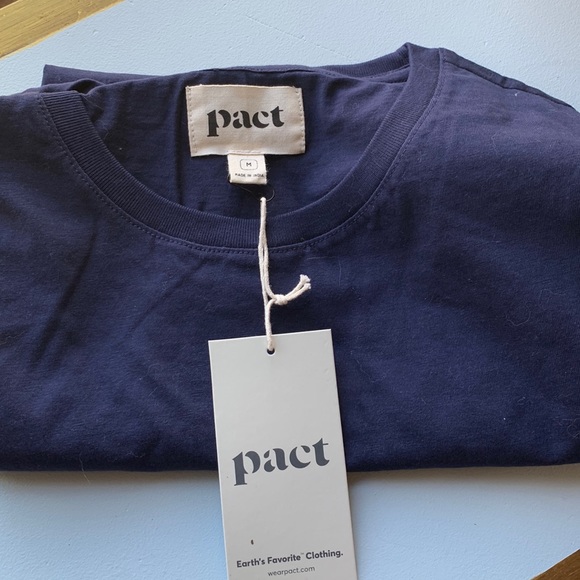 pact
M
MADE IN INDIA
pact
Earth's Favorite™ Clothing.
wearpact.com